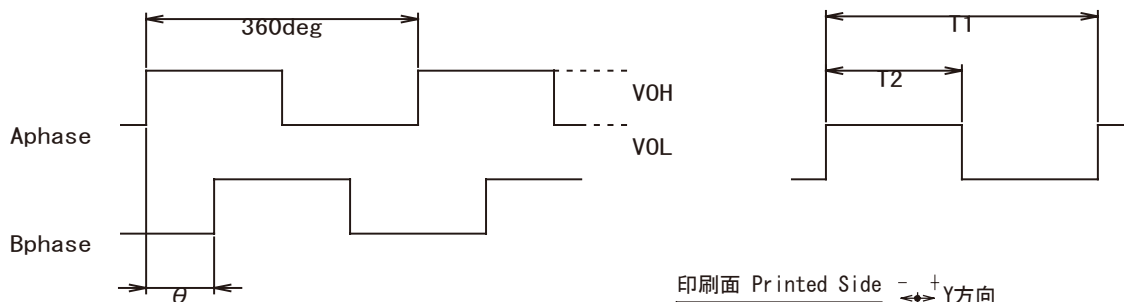 360deg
T1
T2
VOH
Aphase
VOL
Bphase
θ
印刷面 Printed Side - + Y方向